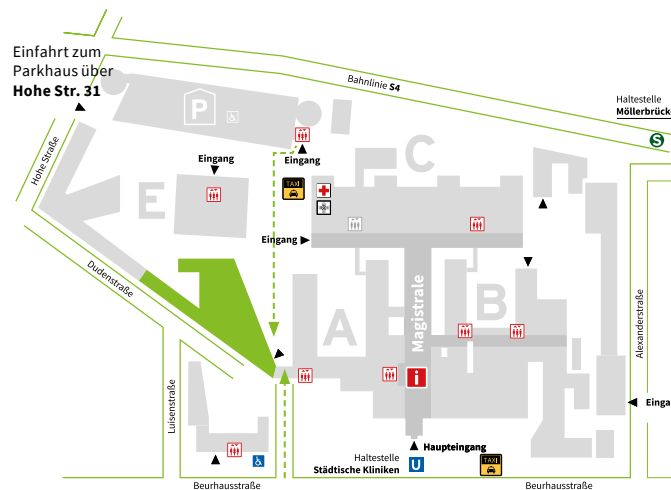 Einfahrt zum
Parkhaus über
Hohe Str. 31
Bahnlinie S4
Haltestelle
Möllerbrücke
S
P
Hohe Straße
Eingang
Eingang
TAXI
C
E
Eingang
Dudenstraße
Magistrale
A
B
Alexanderstraße
i
Luisenstraße
Einga
Haupteingang
Haltestelle
Städtische Kliniken
U
TAXI
Beurhausstraße
Beurhausstraße